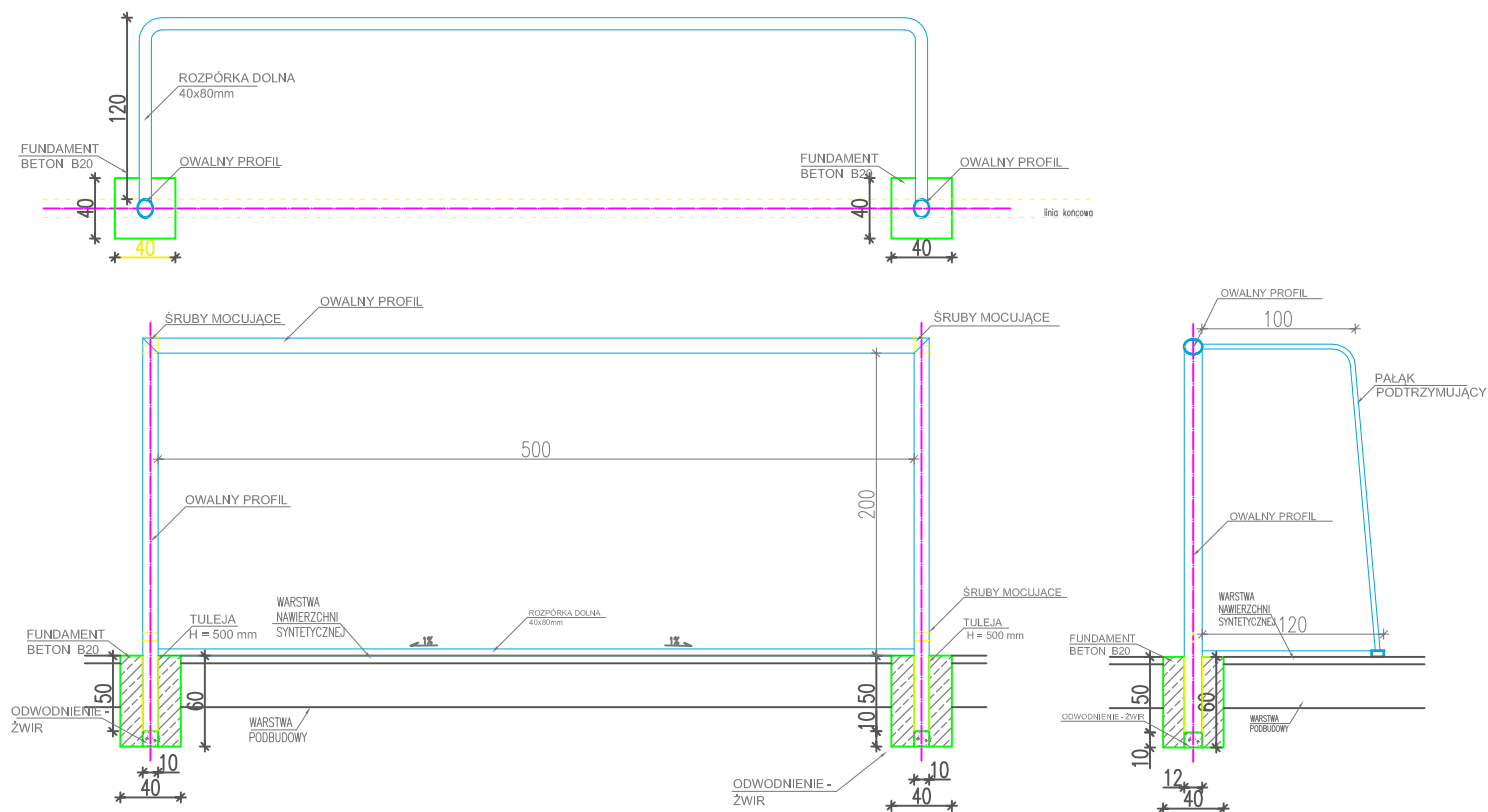 ROZPÓRKA DOLNA
40x80mm
120
FUNDAMENT
BETON B20
OWALNY PROFIL
40
40
FUNDAMENT
BETON B20
OWALNY PROFIL
40
40
linia końcowa
OWALNY PROFIL
ŚRUBY MOCUJĄCE
ŚRUBY MOCUJĄCE
500
200
OWALNY PROFIL
WARSTWA
NAWIERZCHNI
SYNTETYCZNEJ
ROZPÓRKA DOLNA
40x80mm
1%
1%
ŚRUBY MOCUJĄCE
TULEJA
H = 500 mm
TULEJA
H = 500 mm
FUNDAMENT
BETON B20
50
60
ODWODNIENIE -
ŻWIR
WARSTWA
PODBUDOWY
10
40
50
10
ODWODNIENIE -
ŻWIR
10
40
OWALNY PROFIL
100
PAŁĄK
PODTRZYMUJĄCY
OWALNY PROFIL
WARSTWA
NAWIERZCHNI
SYNTETYCZNEJ
120
FUNDAMENT
BETON B20
50
60
ODWODNIENIE - ŻWIR
WARSTWA
PODBUDOWY
10
12
40